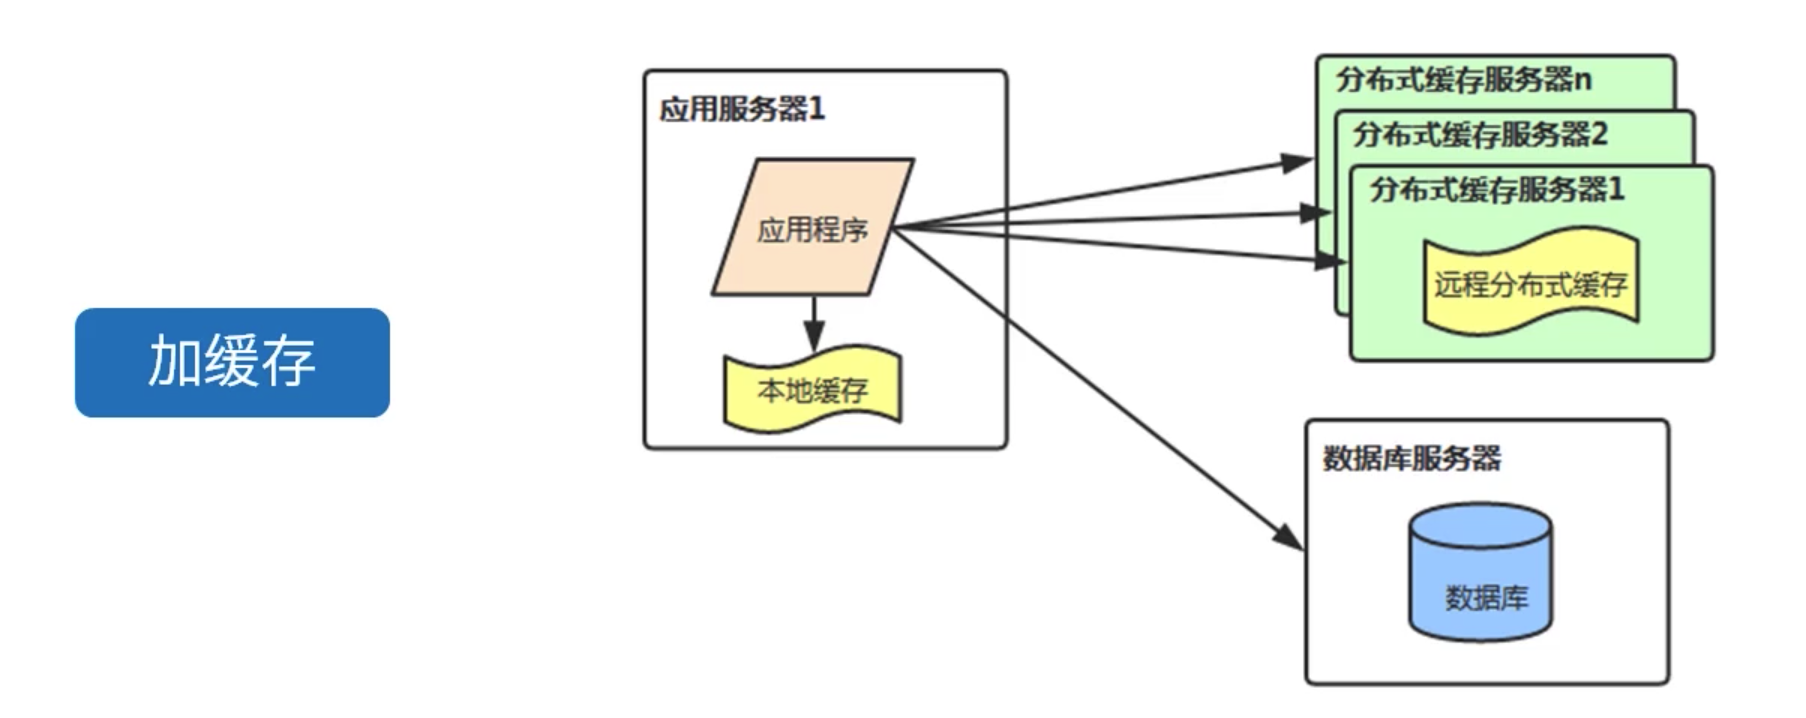 加缓存
应用服务器1
应用程序
本地缓存
分布式缓存服务器n
分布式缓存服务器2
分布式缓存服务器1
远程分布式缓存
数据库服务器
数据库